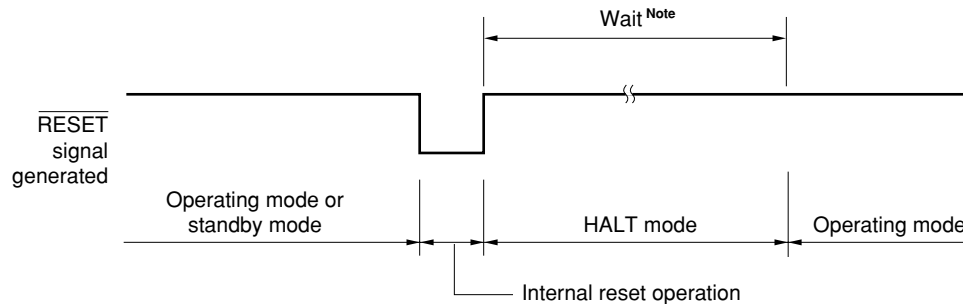 Wait Note
RESET
signal
generated
Operating mode or
standby mode
HALT mode
Operating mode
Internal reset operation